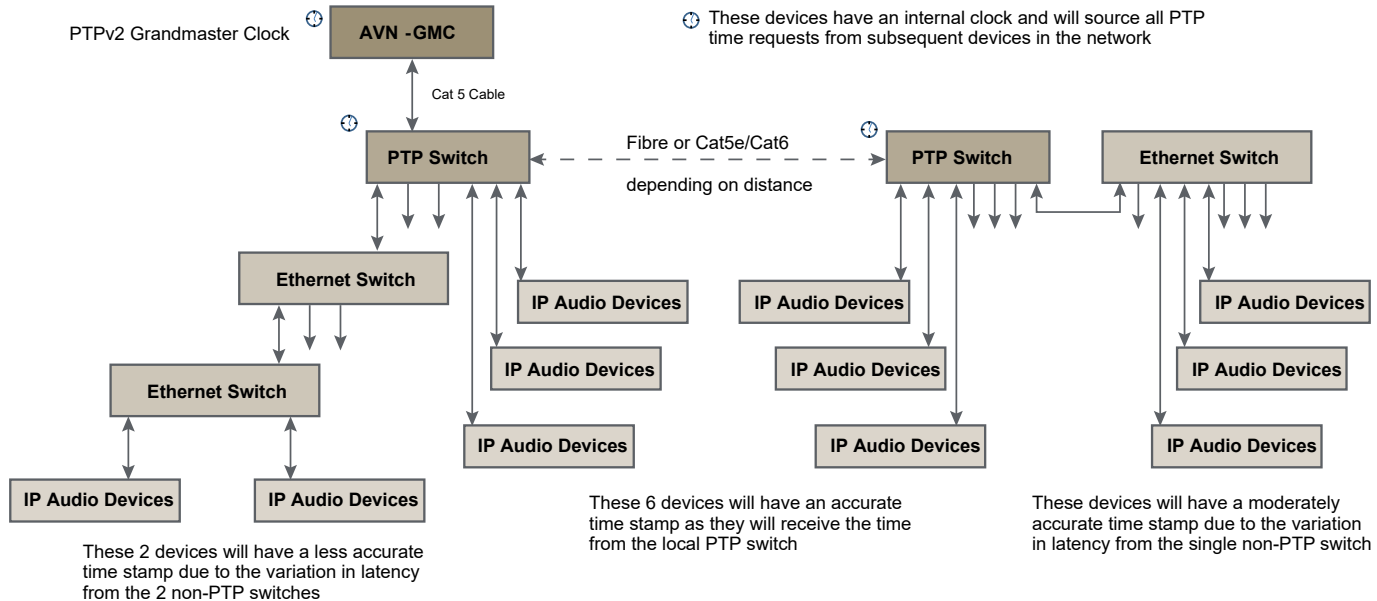 PTPv2 Grandmaster Clock
AVN -GMC
These devices have an internal clock and will source all PTP
time requests from subsequent devices in the network
Cat 5 Cable
PTP Switch
Fibre or Cat5e/Cat6
depending on distance
PTP Switch
Ethernet Switch
Ethernet Switch
IP Audio Devices
IP Audio Devices
IP Audio Devices
IP Audio Devices
IP Audio Devices
IP Audio Devices
Ethernet Switch
IP Audio Devices
IP Audio Devices
IP Audio Devices
IP Audio Devices
IP Audio Devices
These 2 devices will have a less accurate
time stamp due to the variation in latency
from the 2 non-PTP switches
These 6 devices will have an accurate
time stamp as they will receive the time
from the local PTP switch
These devices will have a moderately
accurate time stamp due to the variation
in latency from the single non-PTP switch